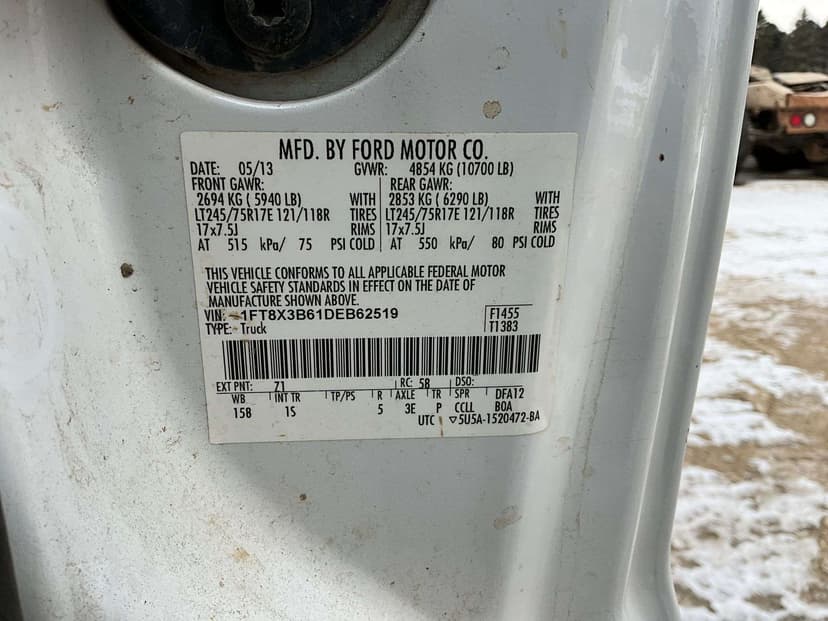 MFD. BY FORD MOTOR CO.
DATE: 05/13 GVWR: 4854 KG (10700 LB)
FRONT GAWR: REAR GAWR:
2694 KG ( 5940 LB) WITH 2853 KG ( 6290 LB) WITH
LT245/75R17E 121/118R TIRES LT245/75R17E 121/118R TIRES
17x7.5J RIMS 17x7.5J RIMS
AT 515 kPa/ 75 PSI COLD AT 550 kPa/ 80 PSI COLD
THIS VEHICLE CONFORMS TO ALL APPLICABLE FEDERAL MOTOR
VEHICLE SAFETY STANDARDS IN EFFECT ON THE DATE OF
MANUFACTURE SHOWN ABOVE.
VIN: 1FT8X3B61DEB62519 F1455
TYPE: Truck T1383
EXT PNT: 71 RC: 58 DSO:
WB INT TR TP/PS R AXLE TR SPR DFA12
158 1S 5 3E P CCLL BOA
UTC ▽5U5A-1520472-BA